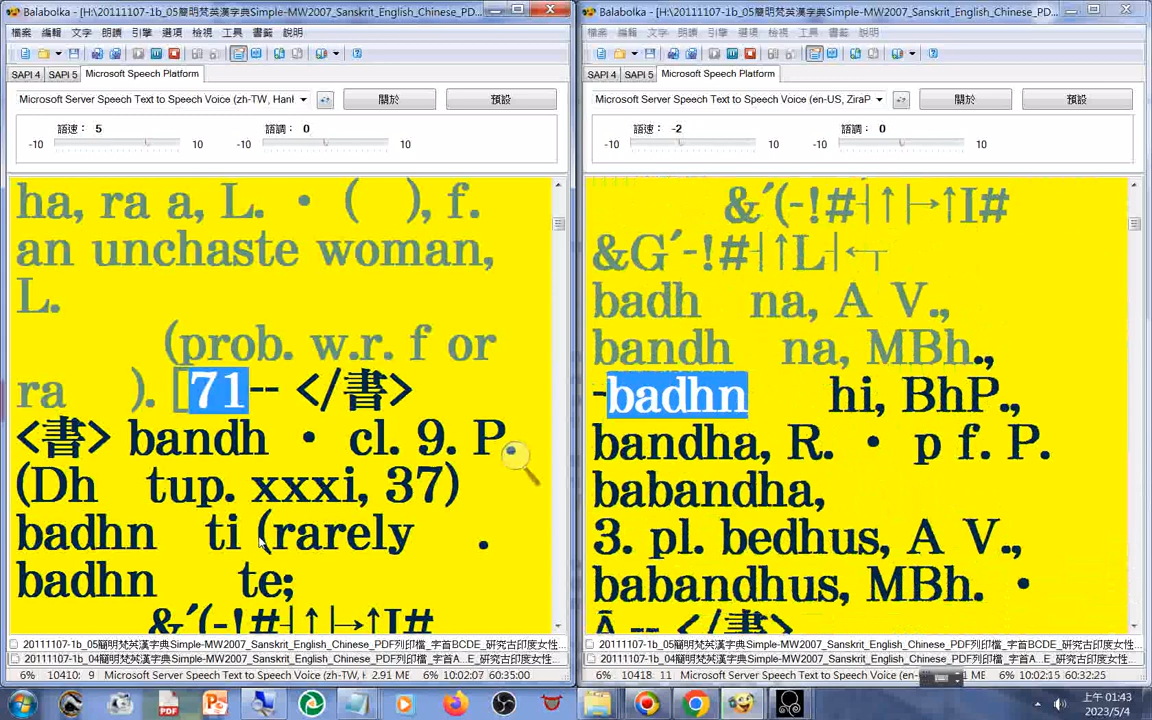 Balabolka - [H:\20111107-1b_05簡明梵英漢字典Simple-MW2007_Sanskrit_English_Chinese_PD...
檔案 編輯 文字 朗讀 引擎 選項 檢視 工具 書籤 說明
SAPI 4 SAPI 5 Microsoft Speech Platform
Microsoft Server Speech Text to Speech Voice (zh-TW, Hanl 關於 預設
語速： 5 語調： 0
-10 10 -10 10
ha, ra a, L. • ( ), f.
an unchaste woman,
L.
(prob. w.r. f or
ra ). [71-- </書>
<書> bandh • cl. 9. P
(Dh tup. xxxi, 37)
badhn ti (rarely .
badhn te;
&´(-!#┤↑├→↑I#
20111107-1b_05簡明梵英漢字典Simple-MW2007_Sanskrit_English_Chinese_PDF列印檔_字首BCDE_研究古印度女性...
20111107-1b_04簡明梵英漢字典Simple-MW2007_Sanskrit_English_Chinese_PDF列印檔_字首A...E_研究古印度女性...
6% 10410: 9 Microsoft Server Speech Text to Speech Voice (zh-TW, 2.91 ME 6% 10:02:07 60:35:00
Balabolka - [H:\20111107-1b_05簡明梵英漢字典Simple-MW2007_Sanskrit_English_Chinese_PD...
檔案 編輯 文字 朗讀 引擎 選項 檢視 工具 書籤 說明
SAPI 4 SAPI 5 Microsoft Speech Platform
Microsoft Server Speech Text to Speech Voice (en-US, ZiraP 關於 預設
語速： -2 語調： 0
-10 10 -10 10
&´(-!#┤↑├→↑I#
&G´-!#┤↑L┤←┬
badh na, A V.,
bandh na, MBh.,
-badhn hi, BhP.,
bandha, R. • p f. P.
babandha,
3. pl. bedhus, A V.,
babandhus, MBh. •
Ā -- </書>
20111107-1b_05簡明梵英漢字典Simple-MW2007_Sanskrit_English_Chinese_PDF列印檔_字首BCDE_研究古印度女性...
20111107-1b_04簡明梵英漢字典Simple-MW2007_Sanskrit_English_Chinese_PDF列印檔_字首A...E_研究古印度女性...
6% 10418: 11 Microsoft Server Speech Text to Speech Voice ME 6% 10:02:15 60:32:25
PDF
上午 01:43
2023/5/4